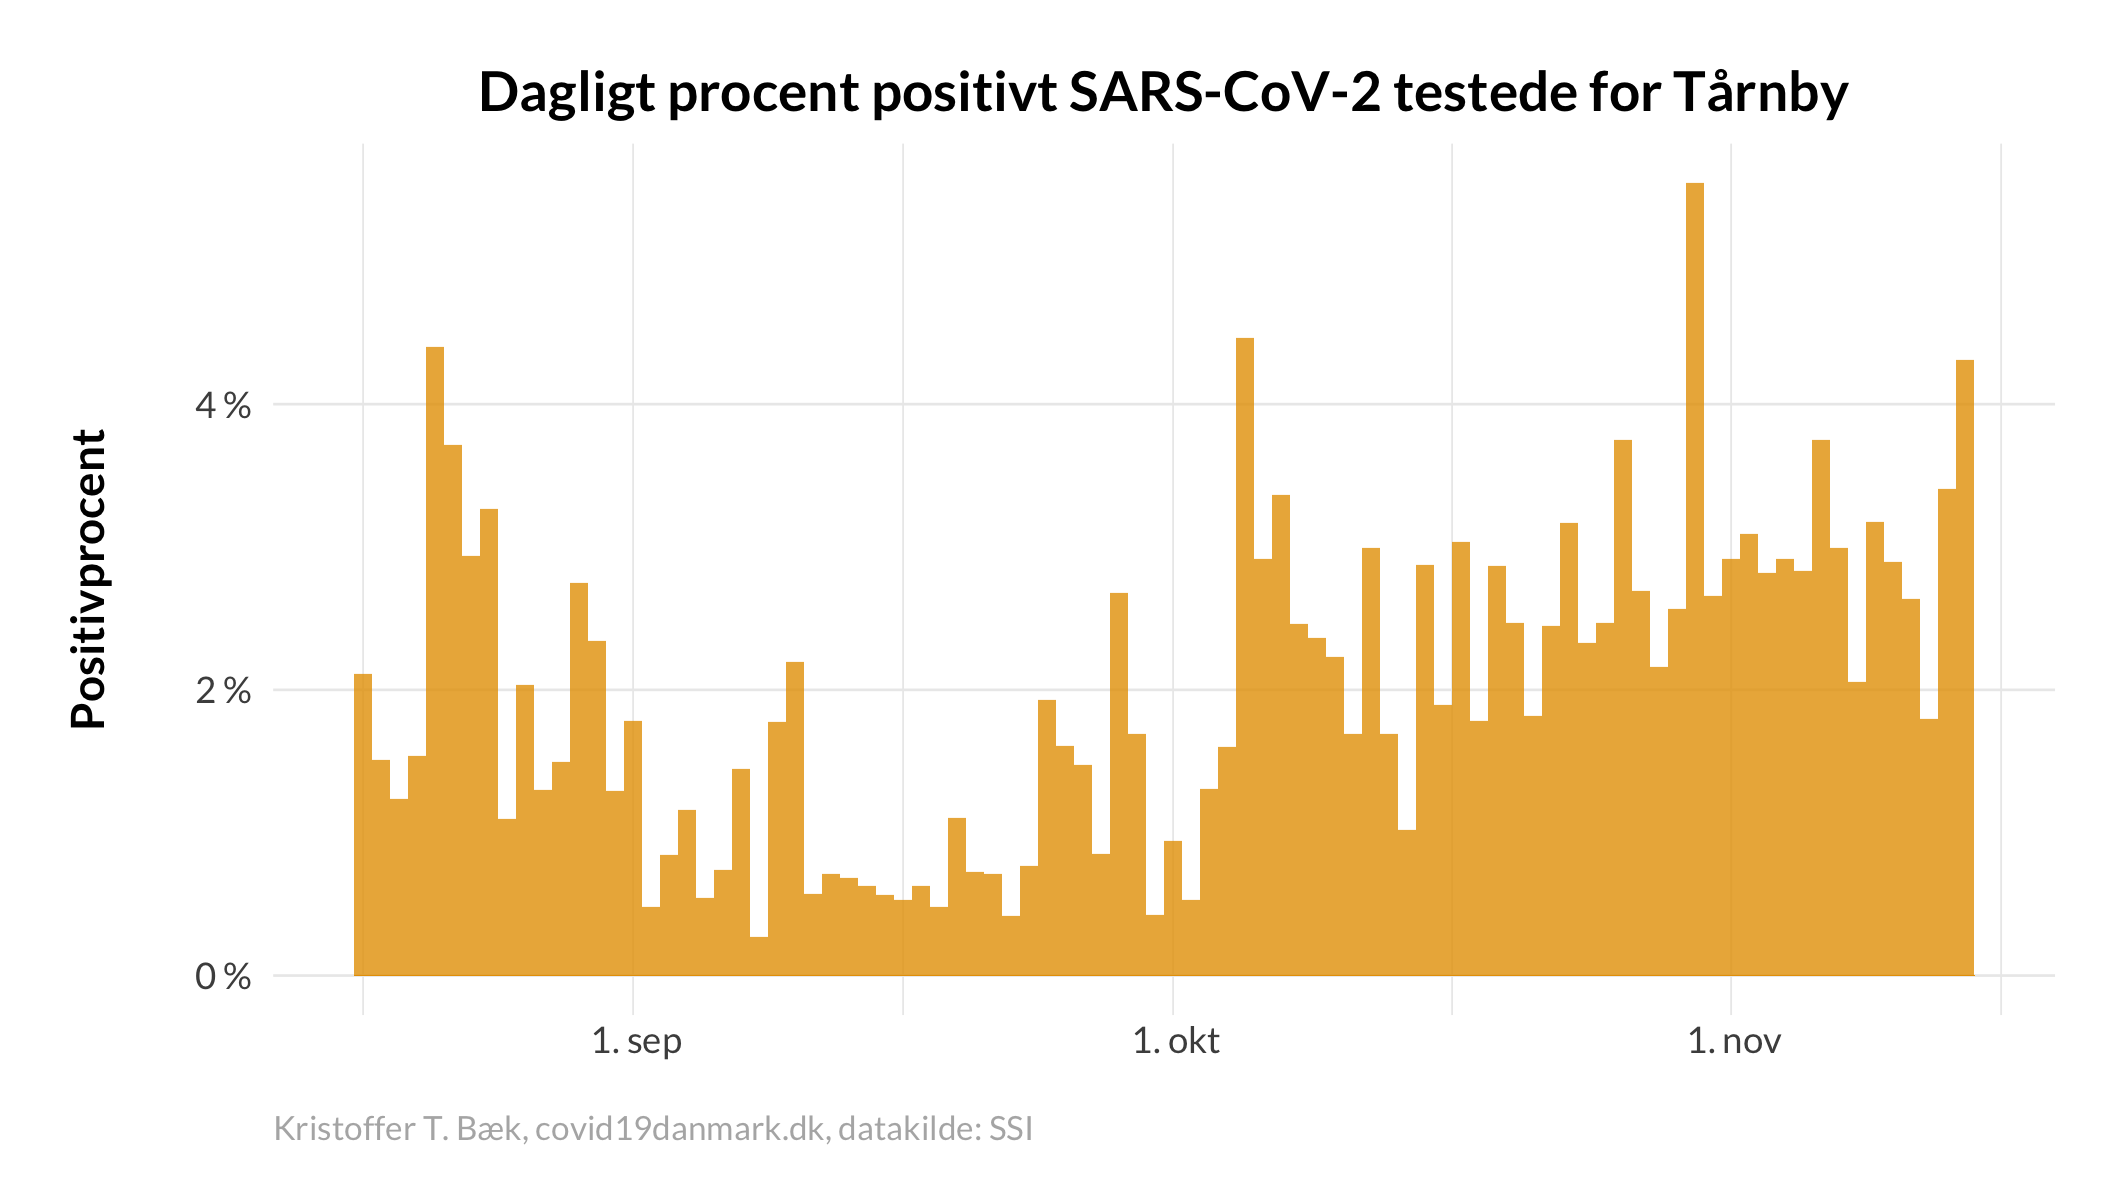 Dagligt procent positivt SARS-CoV-2 testede for Tårnby
Positivprocent
4 %
2 %
0 %
1. sep
1. okt
1. nov
Kristoffer T. Bæk, covid19danmark.dk, datakilde: SSI